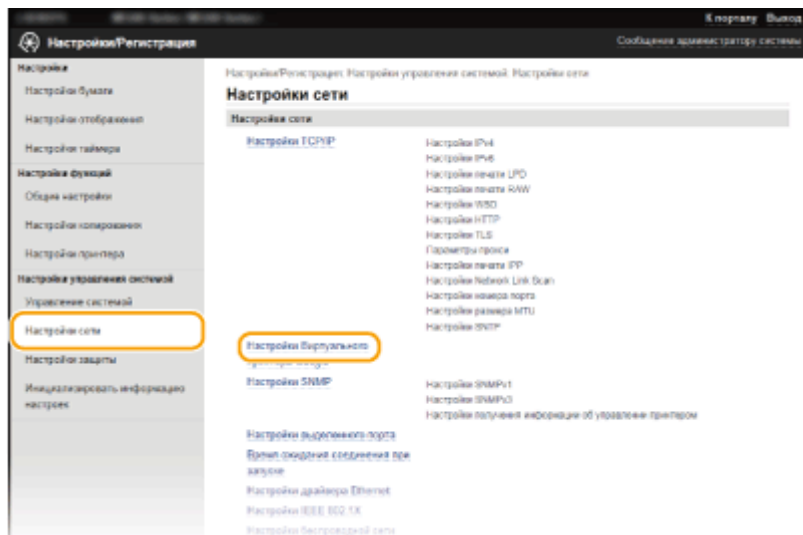 К порталу Выход
Настройки/Регистрация
Сообщение администратору системы
Настройки
Настройки бумаги
Настройки отображения
Настройки таймера
Настройки функций
Общие настройки
Настройки копирования
Настройки принтера
Настройки управления системой
Управление системой
Настройки сети
Настройки защиты
Инициализировать информацию
настроек
Настройки/Регистрация: Настройки управления системой: Настройки сети
Настройки сети
Настройки сети
Настройки TCP/IP
Настройки IPv4
Настройки IPv6
Настройки печати LPD
Настройки печати RAW
Настройки WSD
Настройки HTTP
Настройки TLS
Параметры прокси
Настройки печати IPP
Настройки Network Link Scan
Настройки номера порта
Настройки размера MTU
Настройки SNTP
Настройки Виртуального
принтера Google
Настройки SNMP
Настройки SNMPv1
Настройки SNMPv3
Настройки получения информации об управлении принтером
Настройки выделенного порта
Время ожидания соединения при
запуске
Настройки драйвера Ethernet
Настройки IEEE 802.1X
Настройки беспроводной сети